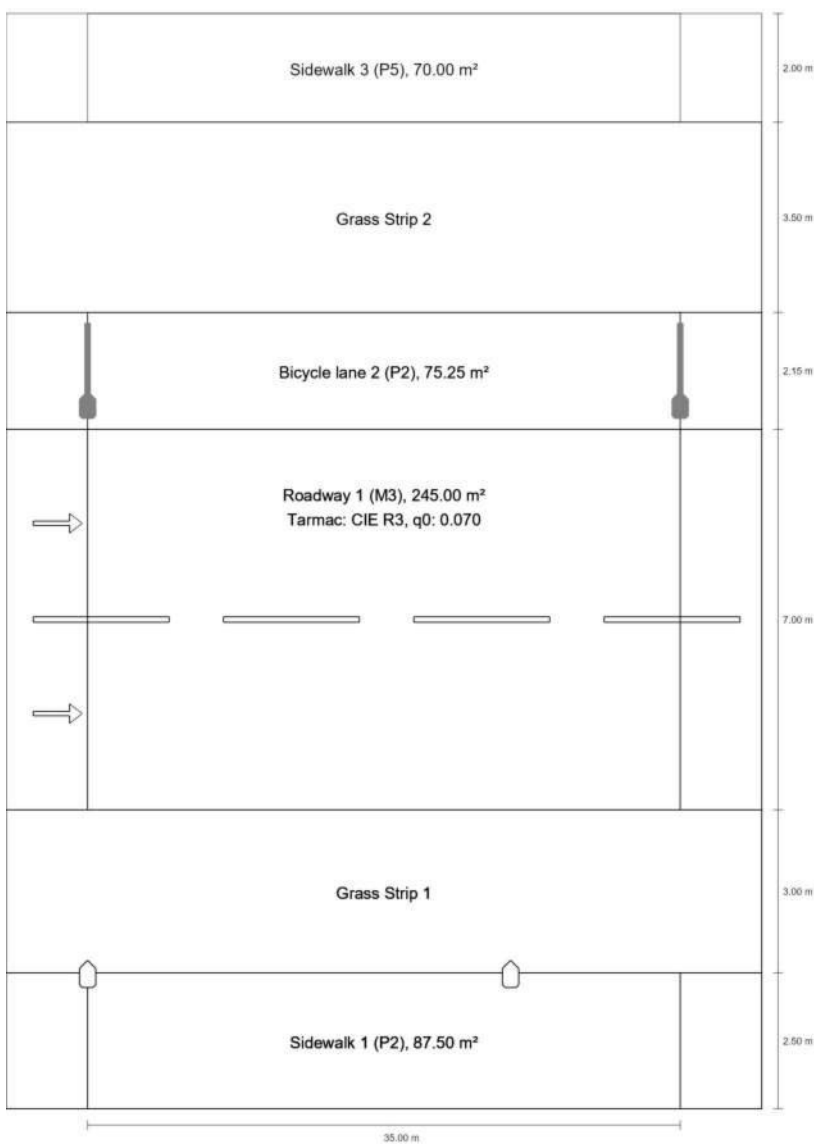 Sidewalk 3 (P5), 70.00 m²
2.00 m
Grass Strip 2
3.50 m
Bicycle lane 2 (P2), 75.25 m²
2.15 m
Roadway 1 (M3), 245.00 m²
Tarmac: CIE R3, q0: 0.070
7.00 m
Grass Strip 1
3.00 m
Sidewalk 1 (P2), 87.50 m²
2.50 m
35.00 m